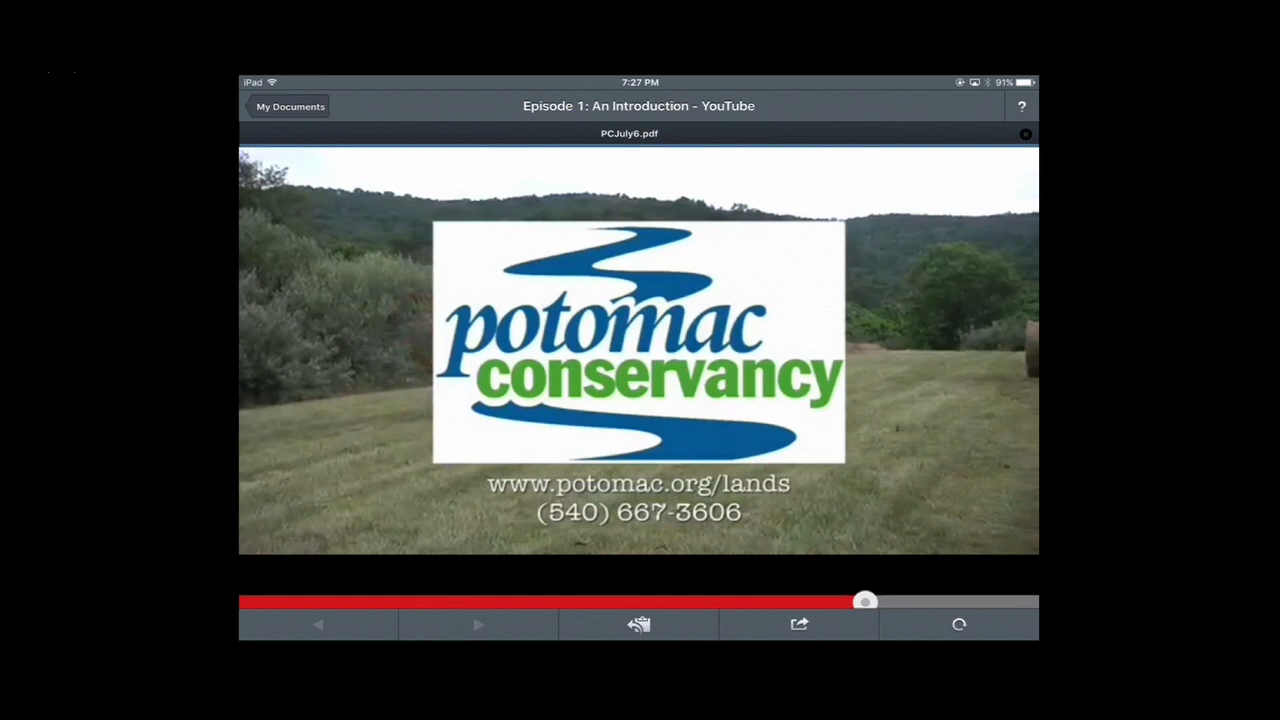 iPad 7:27 PM 91%
My Documents Episode 1: An Introduction - YouTube ?
PCJuly6.pdf
potomac
conservancy
www.potomac.org/lands
(540) 667-3606